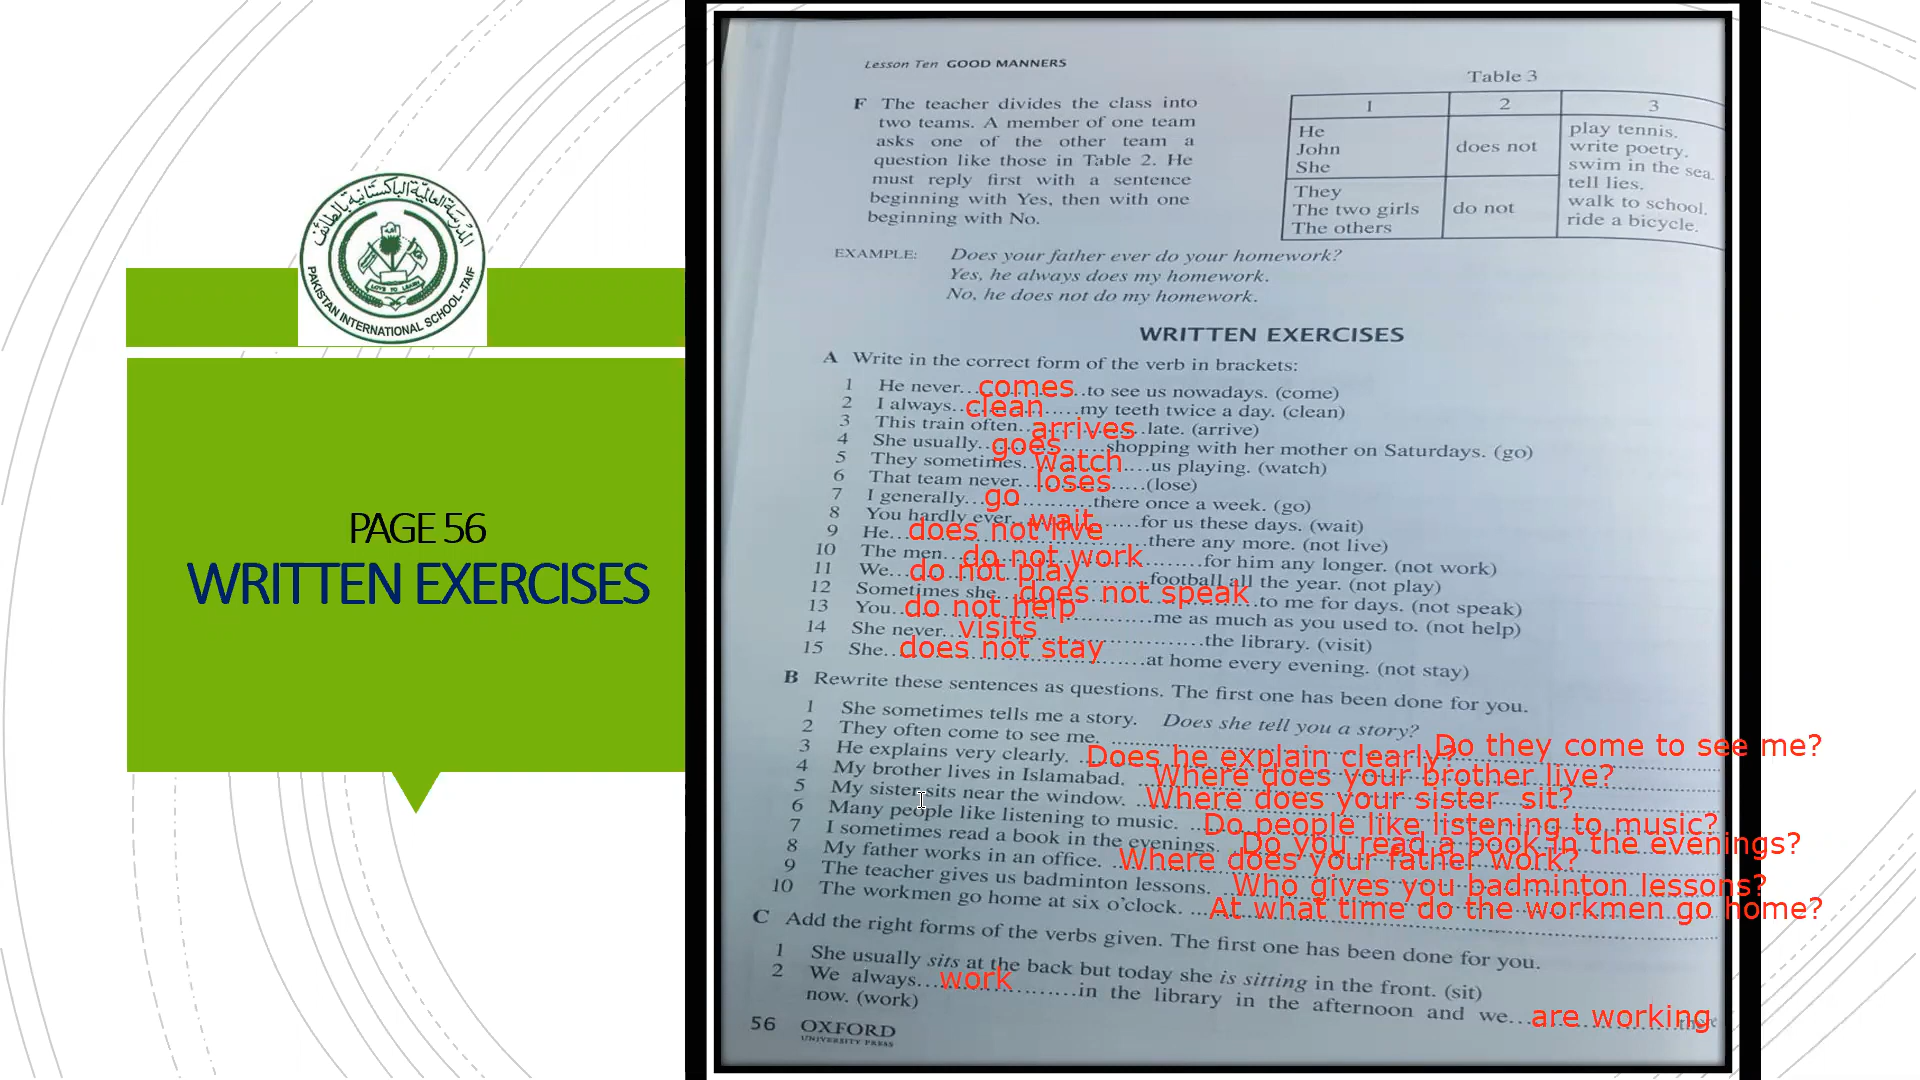 المدرسة العالمية الباكستانية بالطائف
LOVE TO LEARN
PAKISTAN INTERNATIONAL SCHOOL-TAIF
PAGE 56
WRITTEN EXERCISES
Lesson Ten GOOD MANNERS
F The teacher divides the class into
two teams. A member of one team
asks one of the other team a
question like those in Table 2. He
must reply first with a sentence
beginning with Yes, then with one
beginning with No.
Table 3
1 2 3
He
John
She
does not
They
The two girls
The others
do not
play tennis.
write poetry.
swim in the sea.
tell lies.
walk to school.
ride a bicycle.
EXAMPLE: Does your father ever do your homework?
Yes, he always does my homework.
No, he does not do my homework.
WRITTEN EXERCISES
A Write in the correct form of the verb in brackets:
1 He never...comes...to see us nowadays. (come)
2 I always...clean...my teeth twice a day. (clean)
3 This train often...arrives...late. (arrive)
4 She usually...goes...shopping with her mother on Saturdays. (go)
5 They sometimes...watch...us playing. (watch)
6 That team never...loses...(lose)
7 I generally...go...there once a week. (go)
8 You hardly ever...wait...for us these days. (wait)
9 He...does not live...there any more. (not live)
10 The men...do not work...for him any longer. (not work)
11 We...do not play...football all the year. (not play)
12 Sometimes she...does not speak...to me for days. (not speak)
13 You...do not help...me as much as you used to. (not help)
14 She never...visits...the library. (visit)
15 She...does not stay...at home every evening. (not stay)
B Rewrite these sentences as questions. The first one has been done for you.
1 She sometimes tells me a story. Does she tell you a story?
2 They often come to see me. Do they come to see me?
3 He explains very clearly. Does he explain clearly?
4 My brother lives in Islamabad. Where does your brother live?
5 My sister sits near the window. Where does your sister sit?
6 Many people like listening to music. Do people like listening to music?
7 I sometimes read a book in the evenings. Do you read a book in the evenings?
8 My father works in an office. Where does your father work?
9 The teacher gives us badminton lessons. Who gives you badminton lessons?
10 The workmen go home at six o'clock. At what time do the workmen go home?
C Add the right forms of the verbs given. The first one has been done for you.
1 She usually sits at the back but today she is sitting in the front. (sit)
2 We always...work...in the library in the afternoon and we...are working
now. (work)
56 OXFORD
UNIVERSITY PRESS